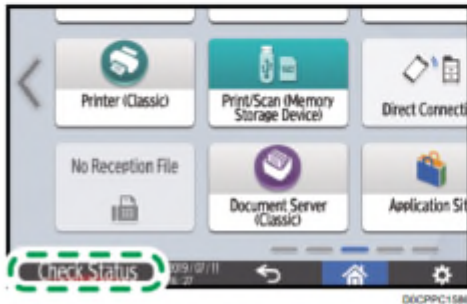 Printer (Classic)
Print/Scan (Memory
Storage Device)
Direct Connecti
No Reception File
Document Server
(Classic)
Application Sit
Check Status
2019/07/11
27
D0CPPC158